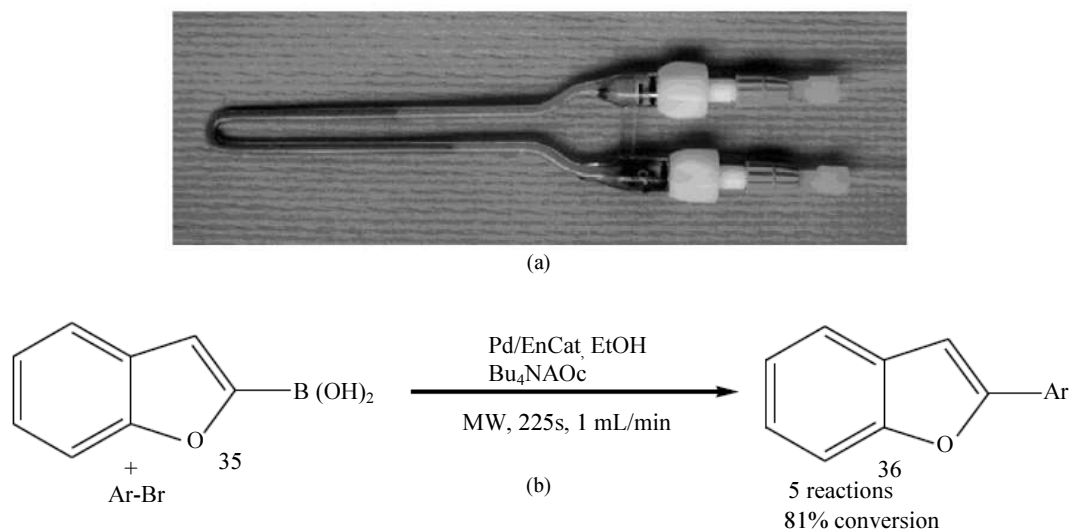 (a)
B (OH)₂
O
35
+
Ar-Br
Pd/EnCat, EtOH
Bu₄NAOc
MW, 225s, 1 mL/min
(b)
Ar
O
36
5 reactions
81% conversion